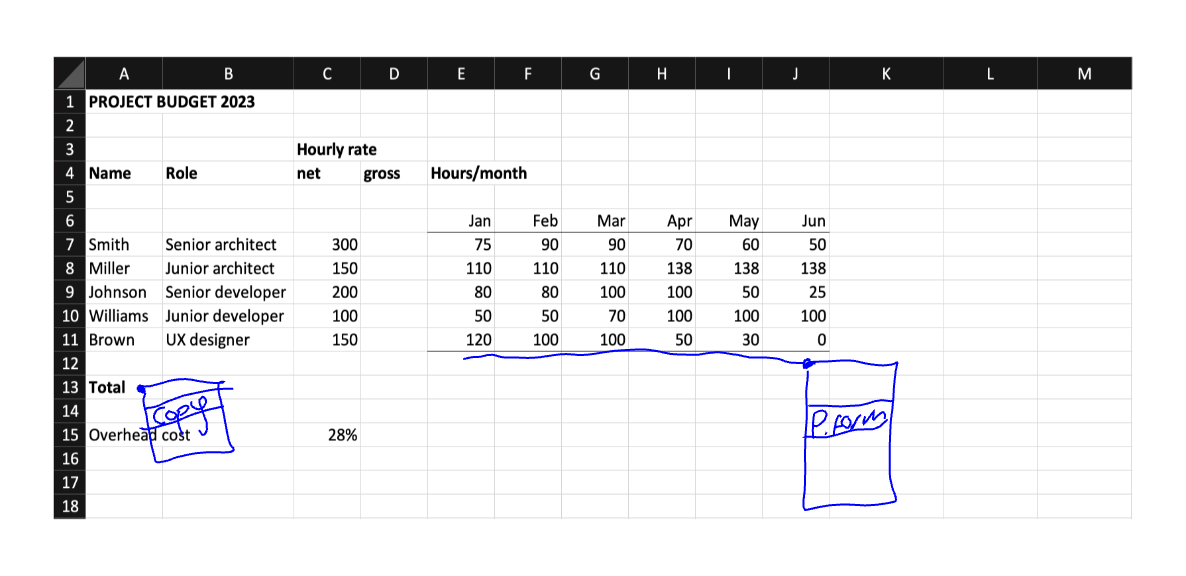 A B C D E F G H I J K L M
1 PROJECT BUDGET 2023
2
3 Hourly rate
4 Name Role net gross Hours/month
5
6 Jan Feb Mar Apr May Jun
7 Smith Senior architect 300 75 90 90 70 60 50
8 Miller Junior architect 150 110 110 110 138 138 138
9 Johnson Senior developer 200 80 80 100 100 50 25
10 Williams Junior developer 100 50 50 70 100 100 100
11 Brown UX designer 150 120 100 100 50 30 0
12
13 Total
14 Copy P.form
15 Overhead cost 28%
16
17
18